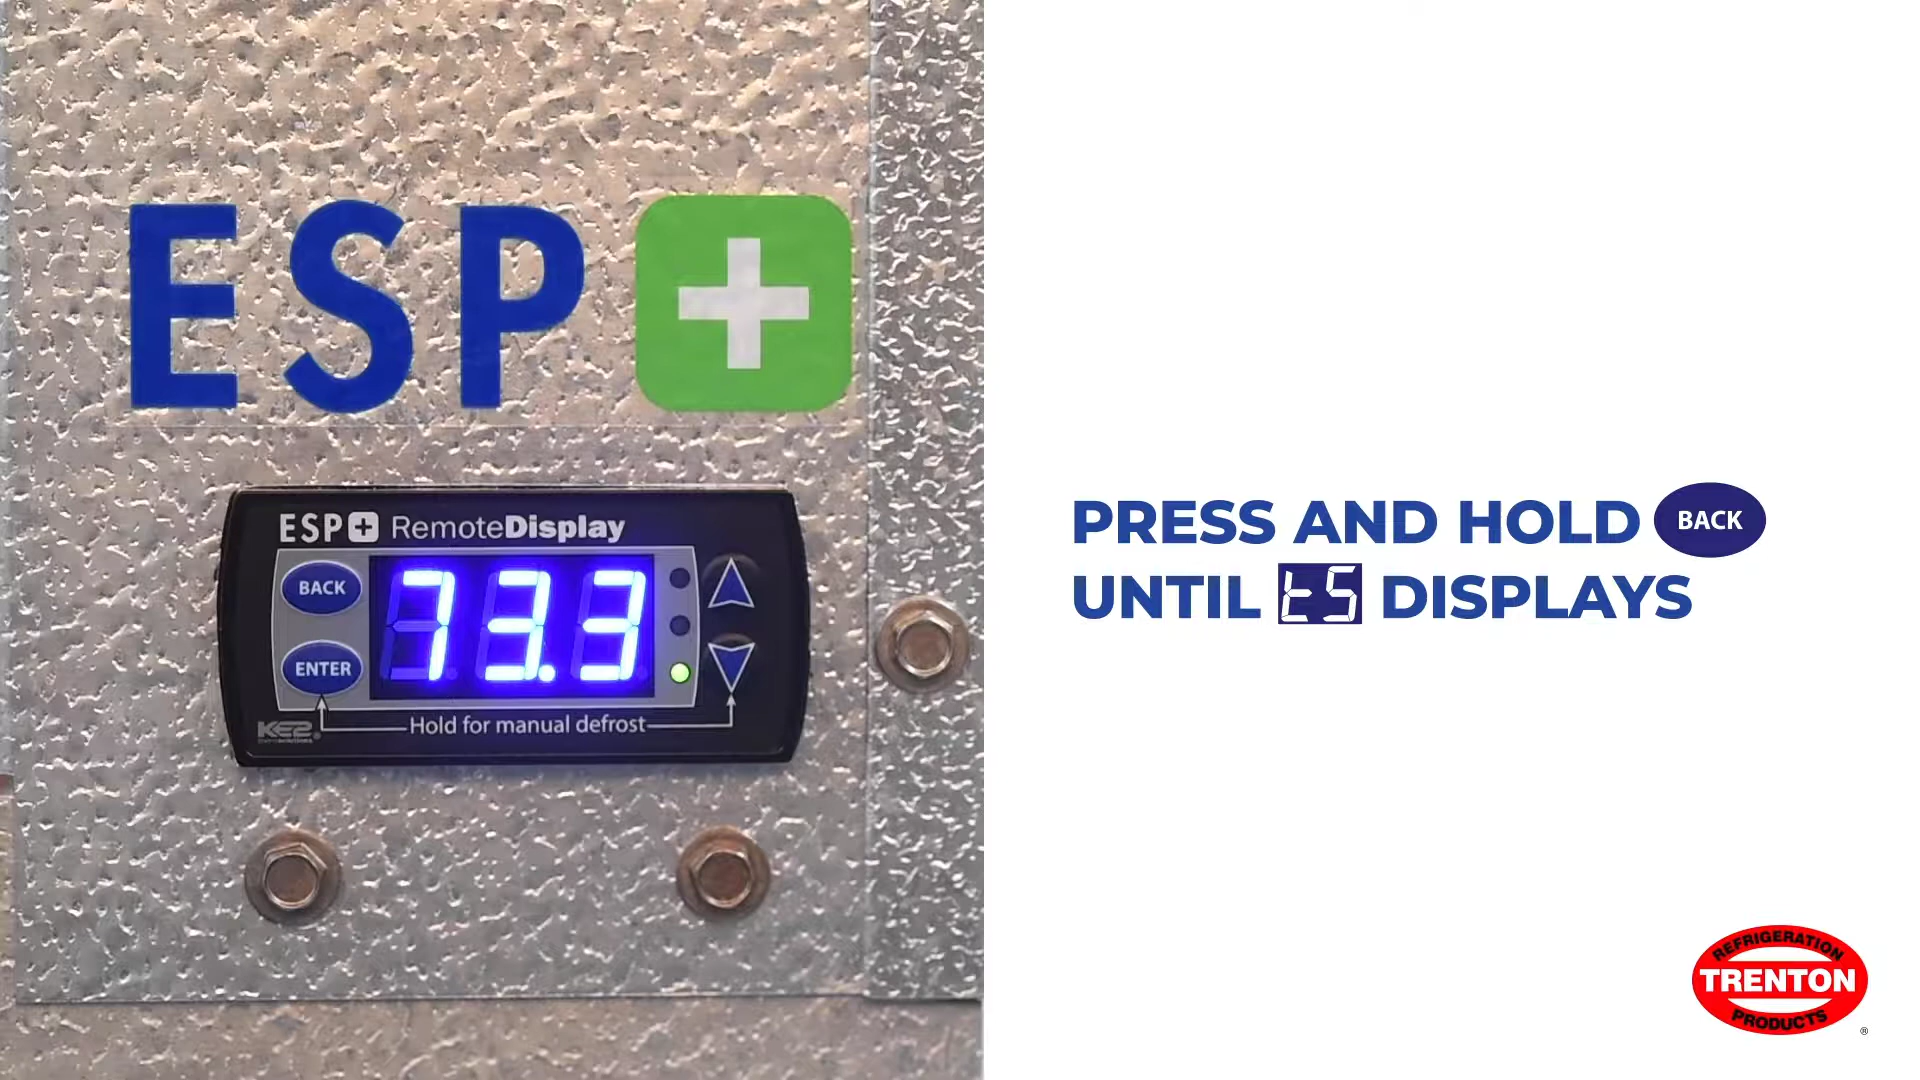 ESP+
ESP+ RemoteDisplay
BACK
73.3
ENTER
Hold for manual defrost
KE2
PRESS AND HOLD BACK
UNTIL tS DISPLAYS
REFRIGERATION
TRENTON
PRODUCTS
®